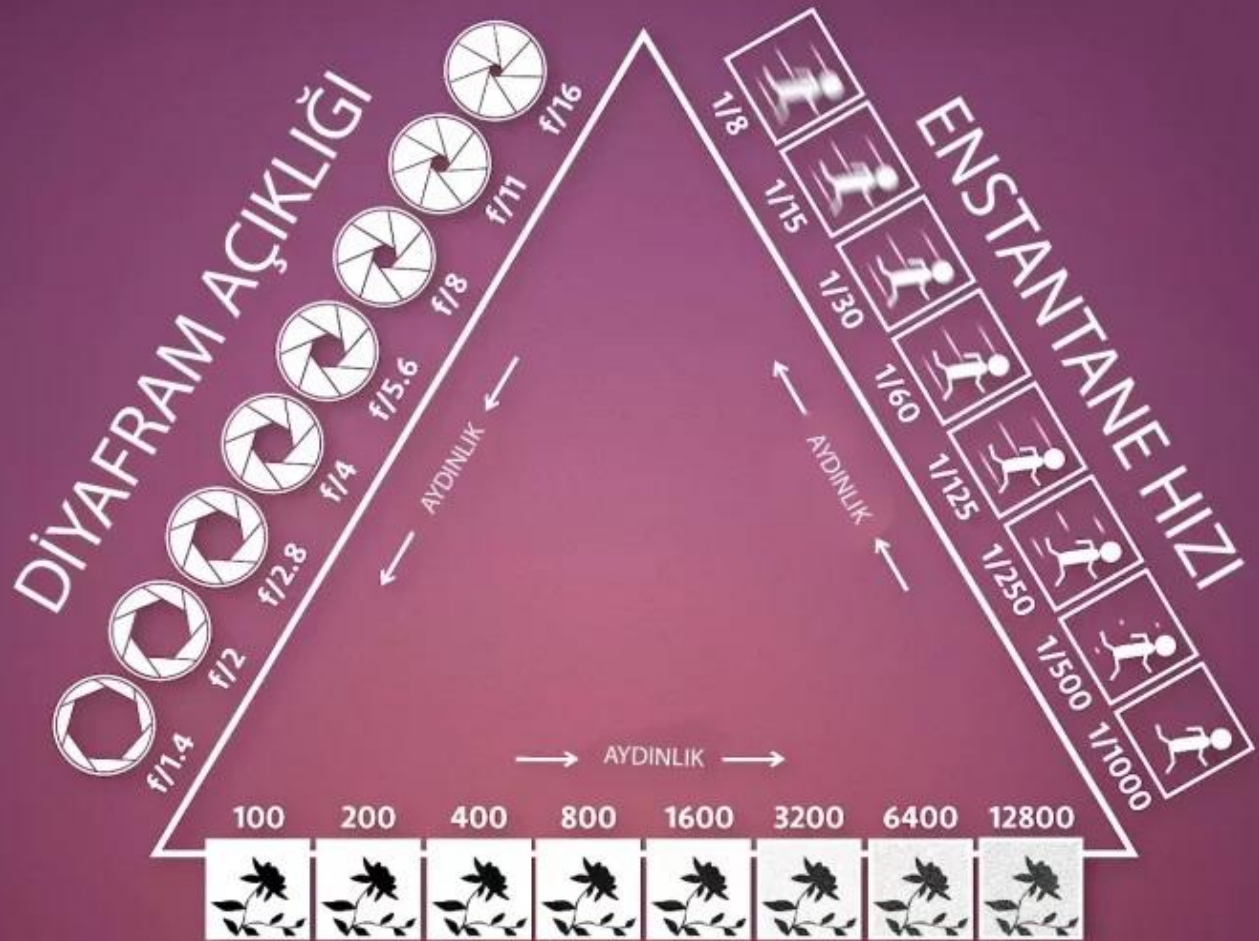 DİYAFRAM AÇIKLIĞI
f/16
f/11
f/8
f/5.6
f/4
f/2.8
f/2
f/1.4
AYDINLIK
ENSTANTANE HIZI
1/8
1/15
1/30
1/60
1/125
1/250
1/500
1/1000
AYDINLIK
AYDINLIK
100 200 400 800 1600 3200 6400 12800